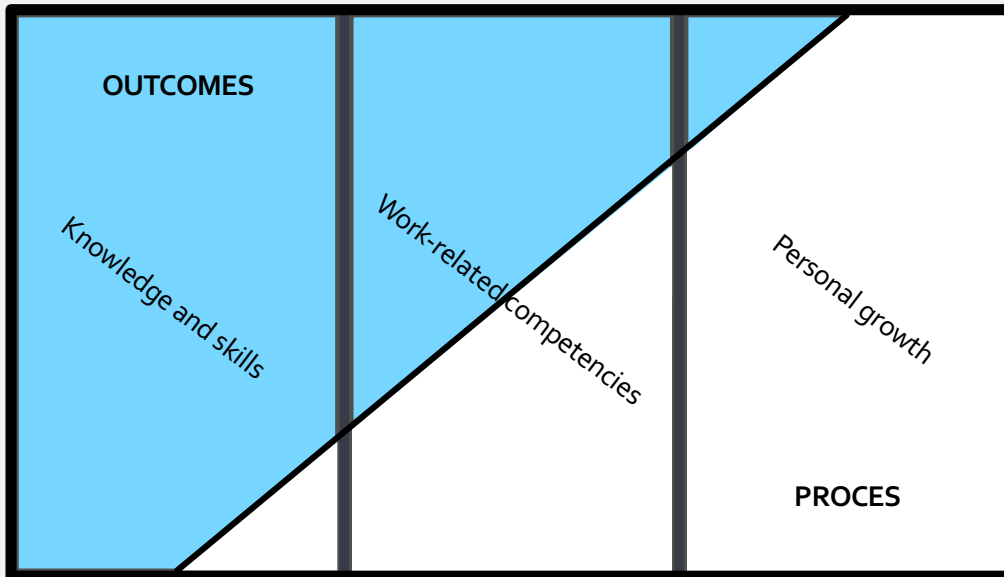 OUTCOMES
Knowledge and skills
Work-related competencies
Personal growth
PROCES